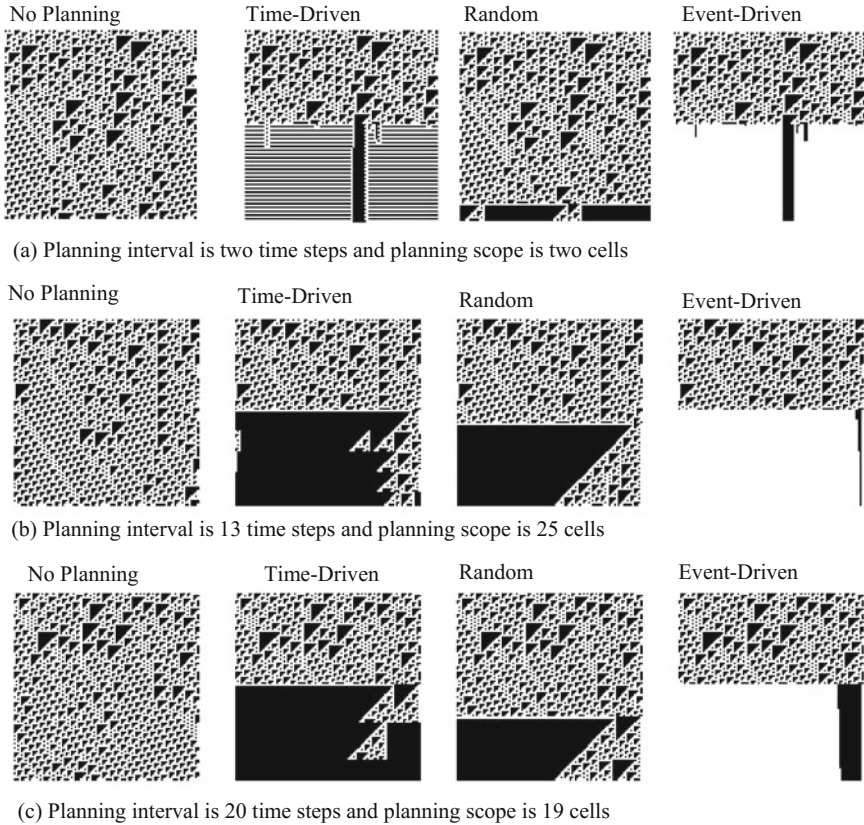 No Planning Time-Driven Random Event-Driven
(a) Planning interval is two time steps and planning scope is two cells
No Planning Time-Driven Random Event-Driven
(b) Planning interval is 13 time steps and planning scope is 25 cells
No Planning Time-Driven Random Event-Driven
(c) Planning interval is 20 time steps and planning scope is 19 cells